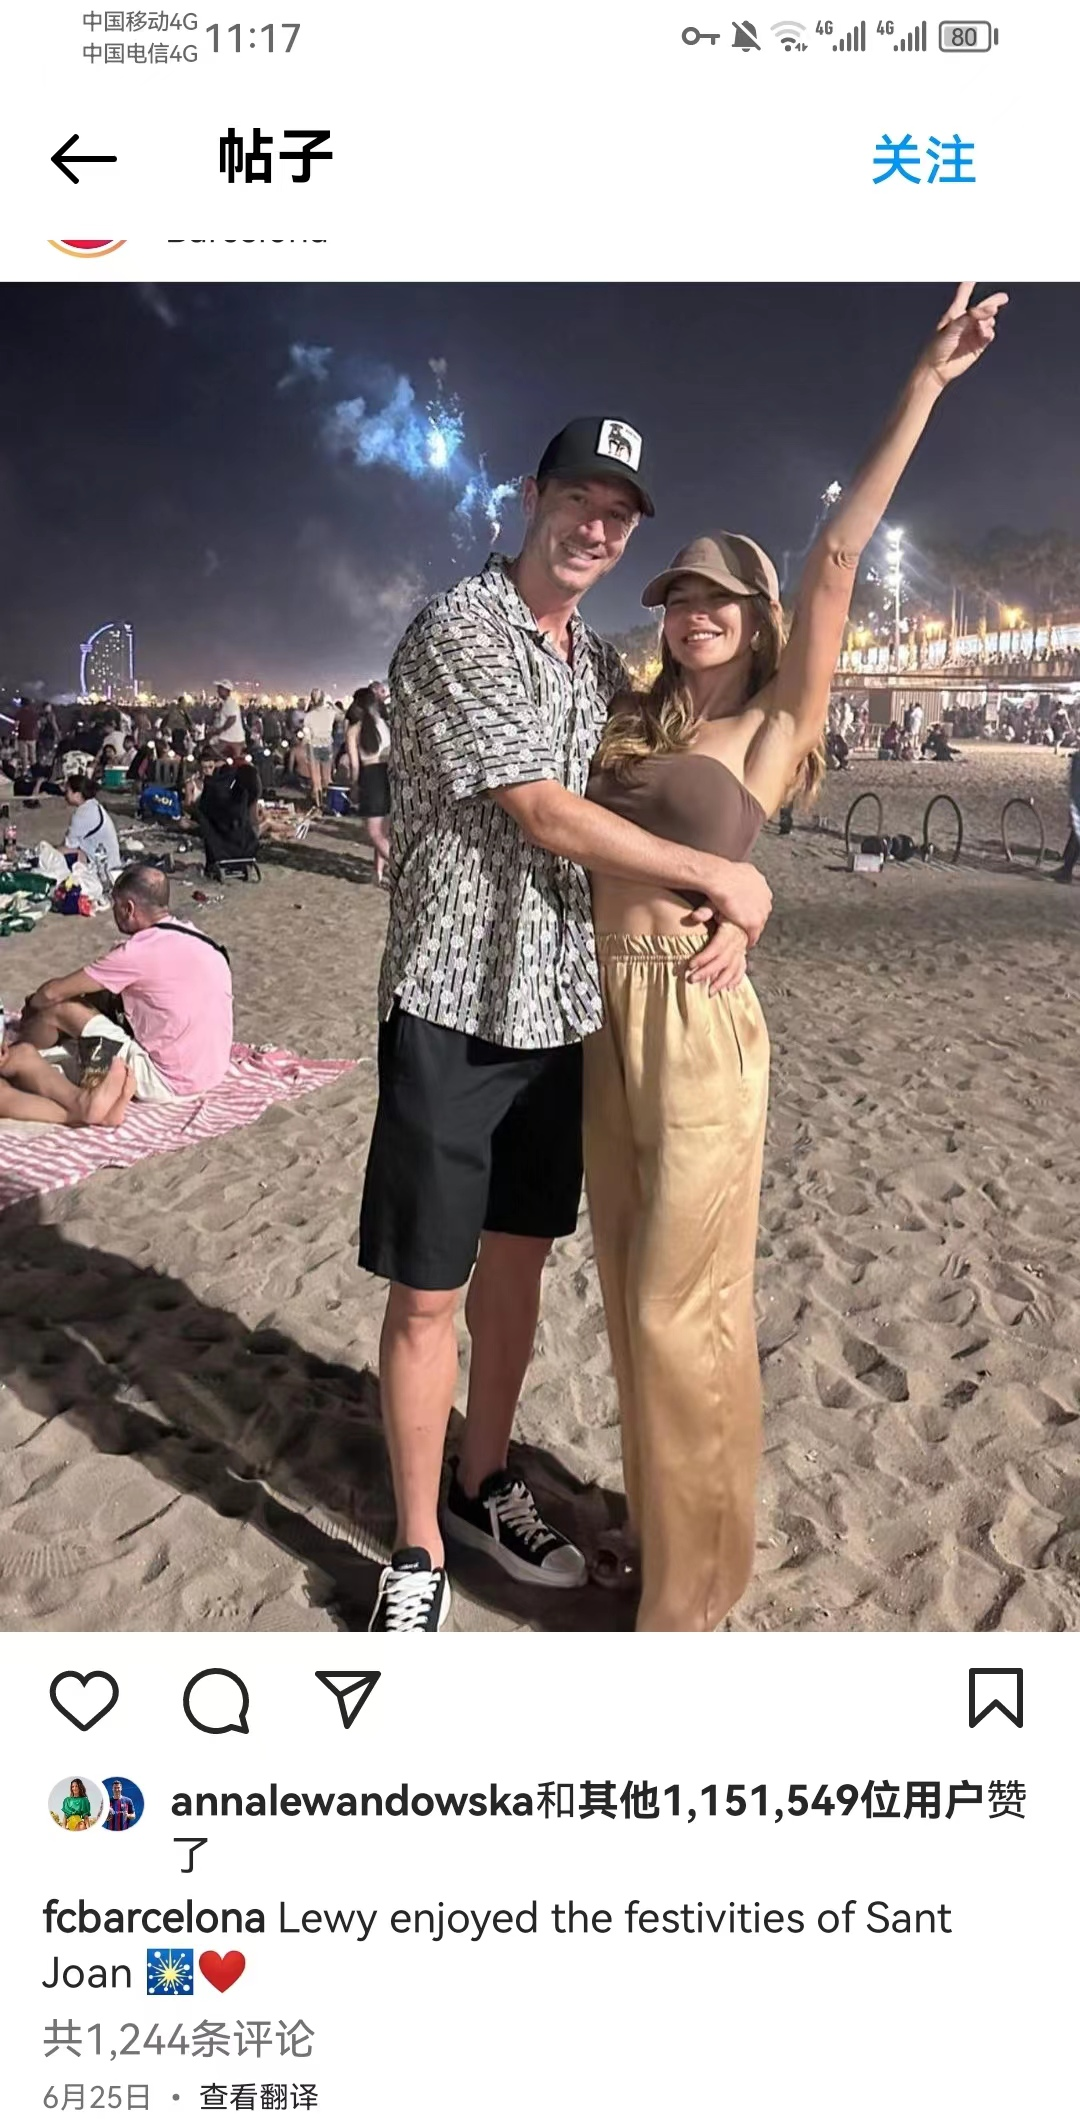 中国移动4G
中国电信4G
11:17
4G
4G
80
帖子
关注
Barcelona
annalewandowska和其他1,151,549位用户赞
了
fcbarcelona Lewy enjoyed the festivities of Sant
Joan 🎆❤️
共1,244条评论
6月25日 • 查看翻译